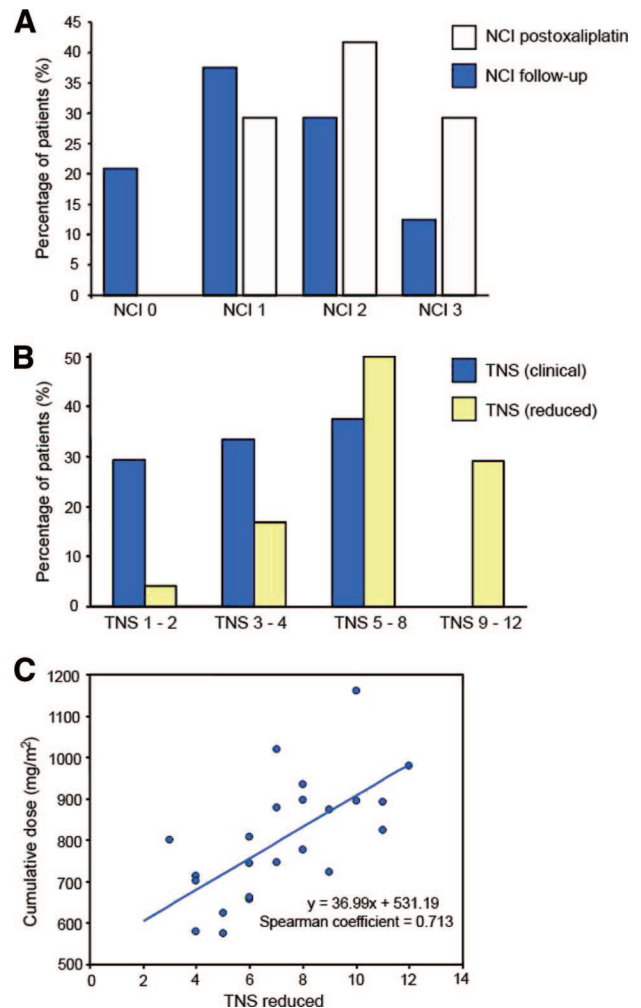 A
45
40
35
30
25
20
15
10
5
0
Percentage of patients (%)
NCI postoxaliplatin
NCI follow-up
NCI 0 NCI 1 NCI 2 NCI 3
B
50
40
30
20
10
0
Percentage of patients (%)
TNS (clinical)
TNS (reduced)
TNS 1 - 2 TNS 3 - 4 TNS 5 - 8 TNS 9 - 12
C
1200
1100
1000
900
800
700
600
500
Cumulative dose (mg/m²)
y = 36.99x + 531.19
Spearman coefficient = 0.713
0 2 4 6 8 10 12 14
TNS reduced